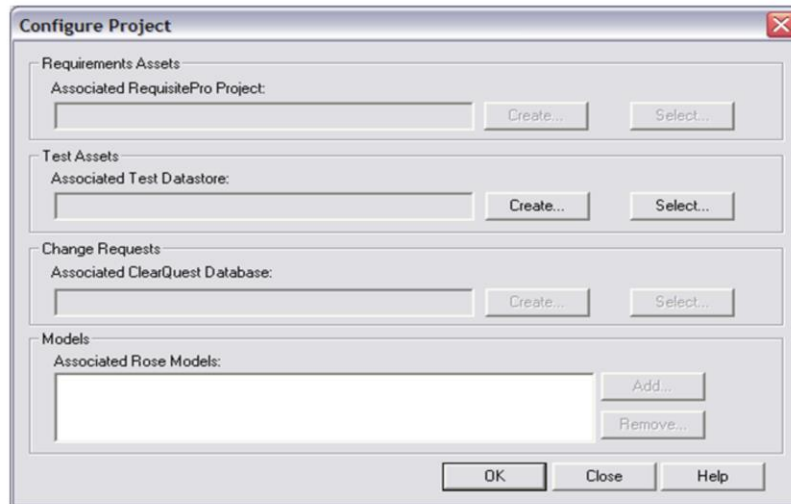 Configure Project
Requirements Assets
Associated RequisitePro Project:
Create... Select...
Test Assets
Associated Test Datastore:
Create... Select...
Change Requests
Associated ClearQuest Database:
Create... Select...
Models
Associated Rose Models:
Add...
Remove...
OK Close Help